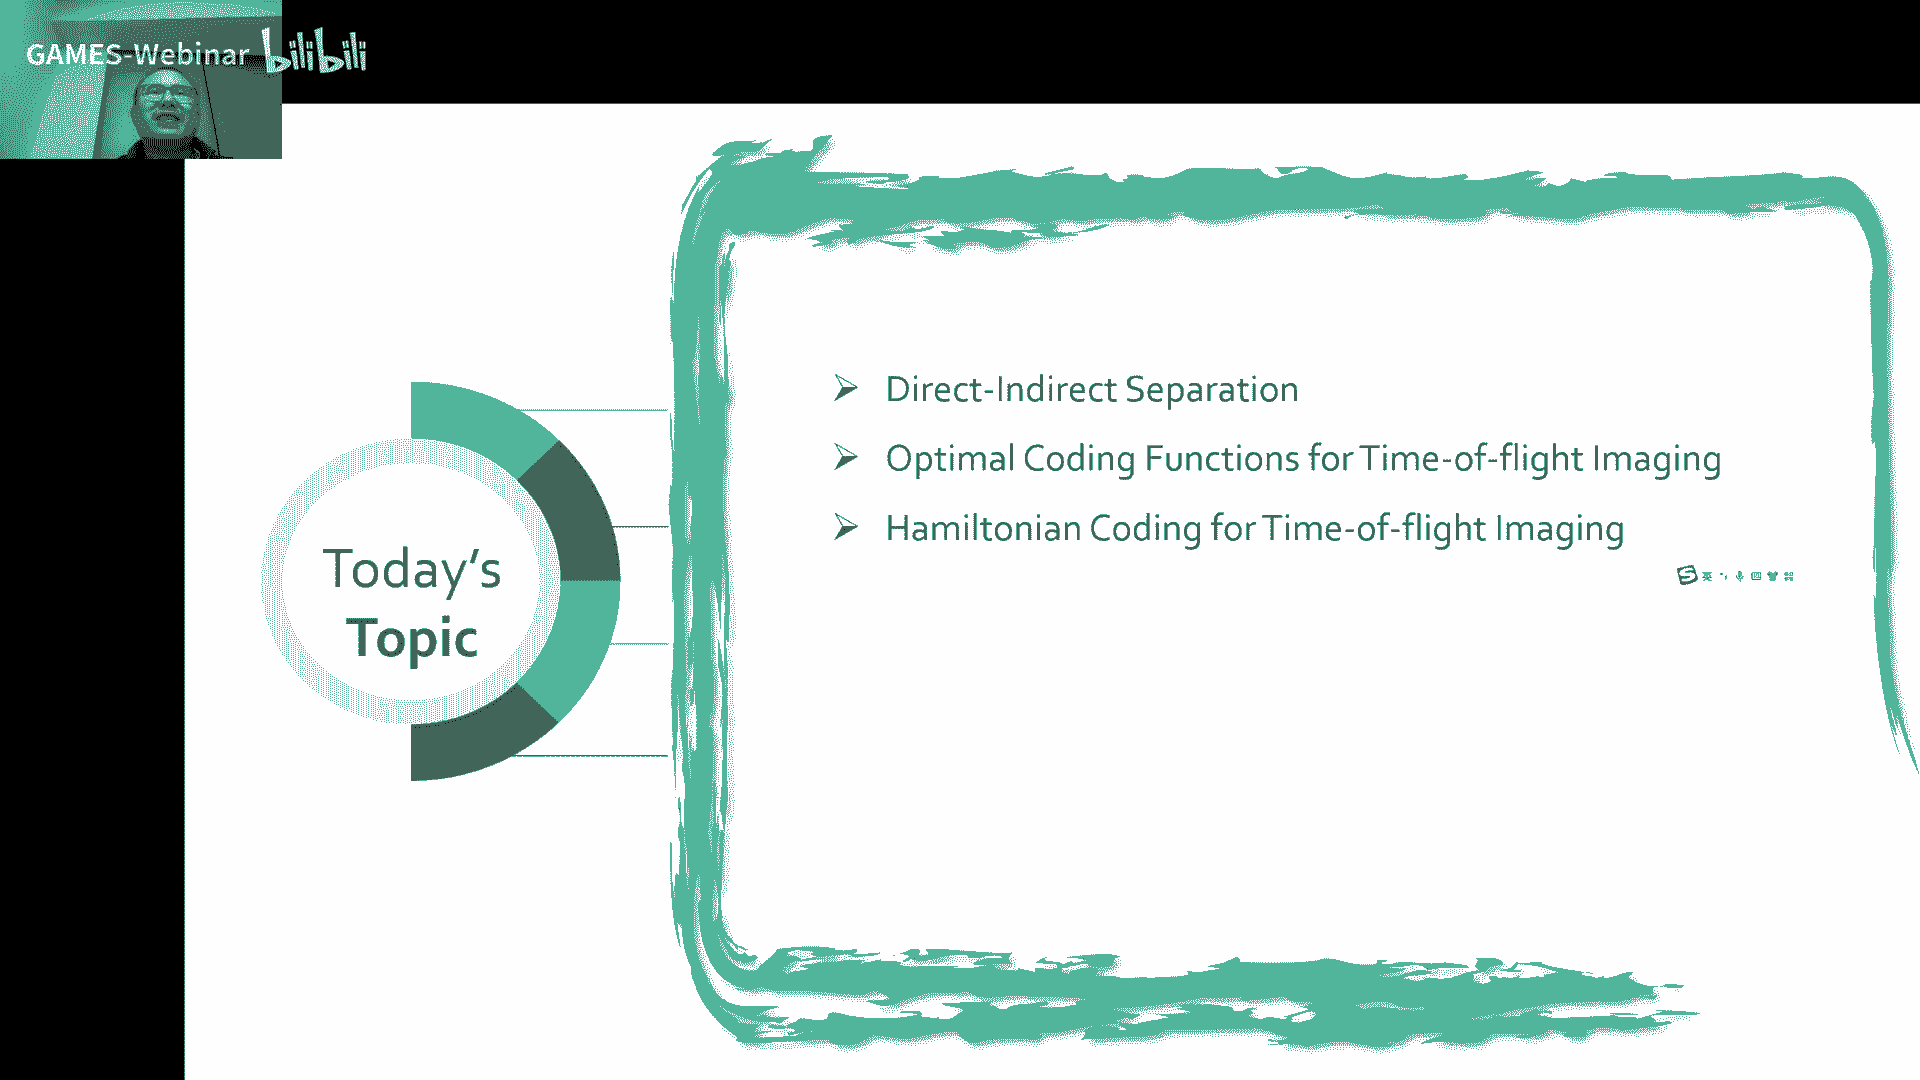 GAMES-Webinar bilibili
Today's
Topic
Direct-Indirect Separation
Optimal Coding Functions for Time-of-flight Imaging
Hamiltonian Coding for Time-of-flight Imaging
S 英